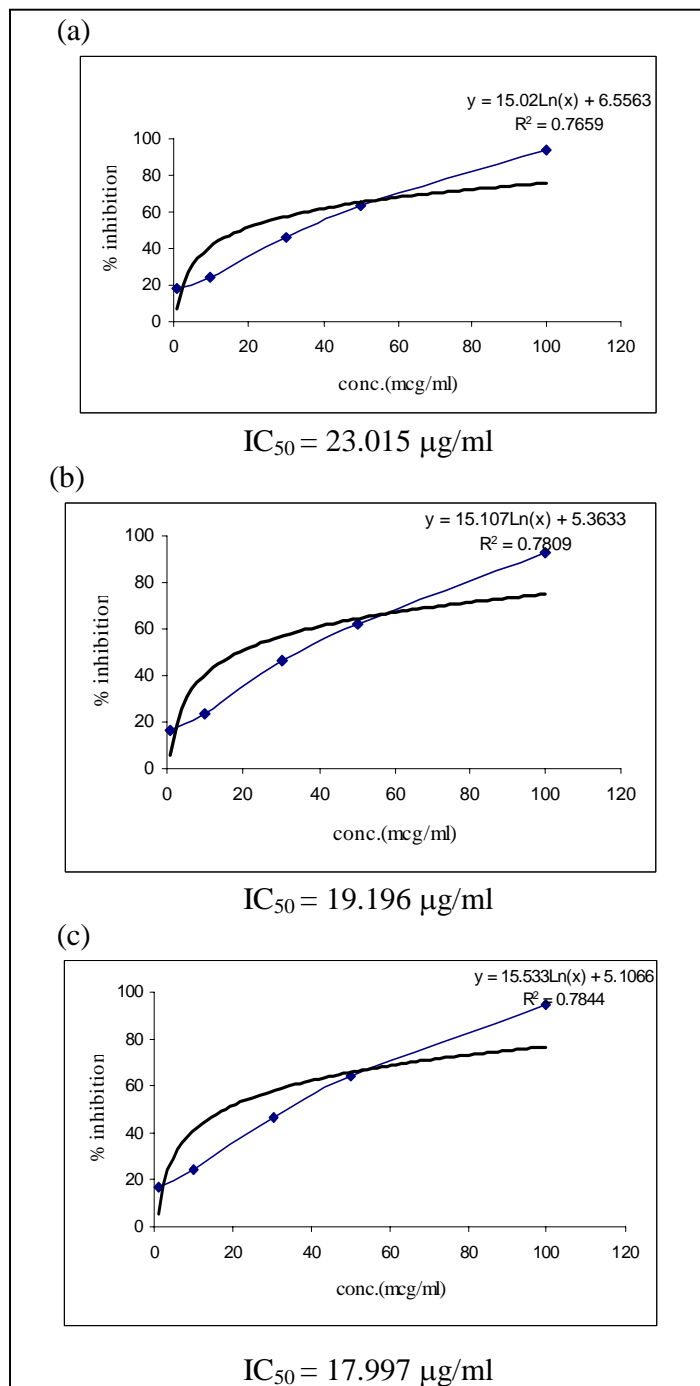 (a)
y = 15.02Ln(x) + 6.5563
R² = 0.7659
100
80
60
40
20
0
% inhibition
0 20 40 60 80 100 120
conc.(mcg/ml)
IC₅₀ = 23.015 µg/ml
(b)
y = 15.107Ln(x) + 5.3633
R² = 0.7809
100
80
60
40
20
0
% inhibition
0 20 40 60 80 100 120
conc.(mcg/ml)
IC₅₀ = 19.196 µg/ml
(c)
y = 15.533Ln(x) + 5.1066
R² = 0.7844
100
80
60
40
20
0
% inhibition
0 20 40 60 80 100 120
conc.(mcg/ml)
IC₅₀ = 17.997 µg/ml